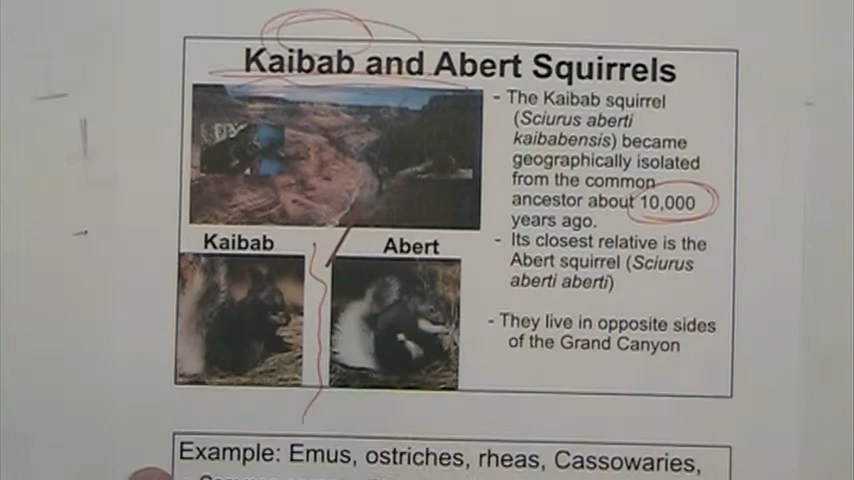 Kaibab and Abert Squirrels
- The Kaibab squirrel
(Sciurus aberti
kaibabensis) became
geographically isolated
from the common
ancestor about 10,000
years ago.
- Its closest relative is the
Abert squirrel (Sciurus
aberti aberti)
- They live in opposite sides
of the Grand Canyon
Kaibab
Abert
Example: Emus, ostriches, rheas, Cassowaries,